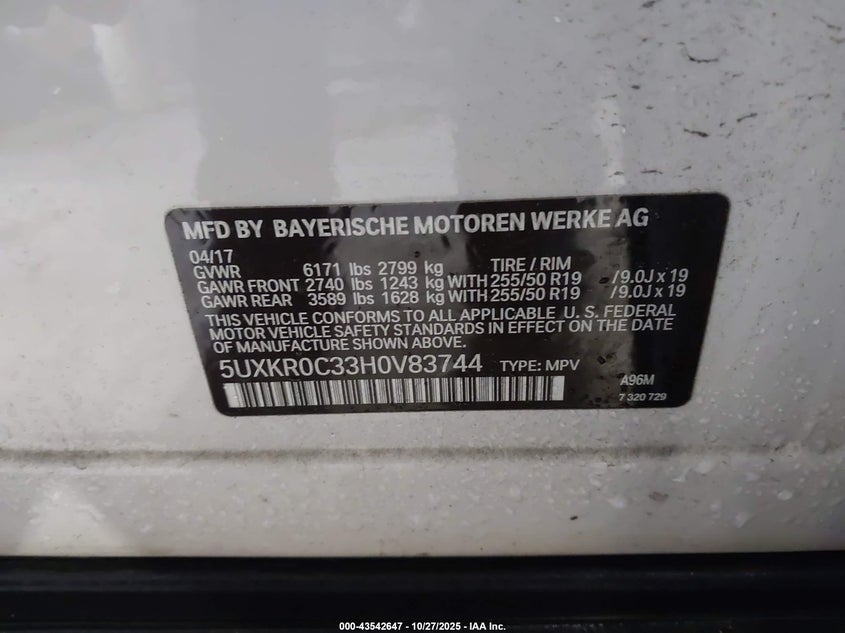 MFD BY BAYERISCHE MOTOREN WERKE AG
04/17
GVWR 6171 lbs 2799 kg TIRE / RIM
GAWR FRONT 2740 lbs 1243 kg WITH 255/50 R19 /9.0J x 19
GAWR REAR 3589 lbs 1628 kg WITH 255/50 R19 /9.0J x 19
THIS VEHICLE CONFORMS TO ALL APPLICABLE U. S. FEDERAL
MOTOR VEHICLE SAFETY STANDARDS IN EFFECT ON THE DATE
OF MANUFACTURE SHOWN ABOVE.
5UXKR0C33H0V83744 TYPE: MPV
A96M
7 320 729
000-43542647 - 10/27/2025 - IAA Inc.